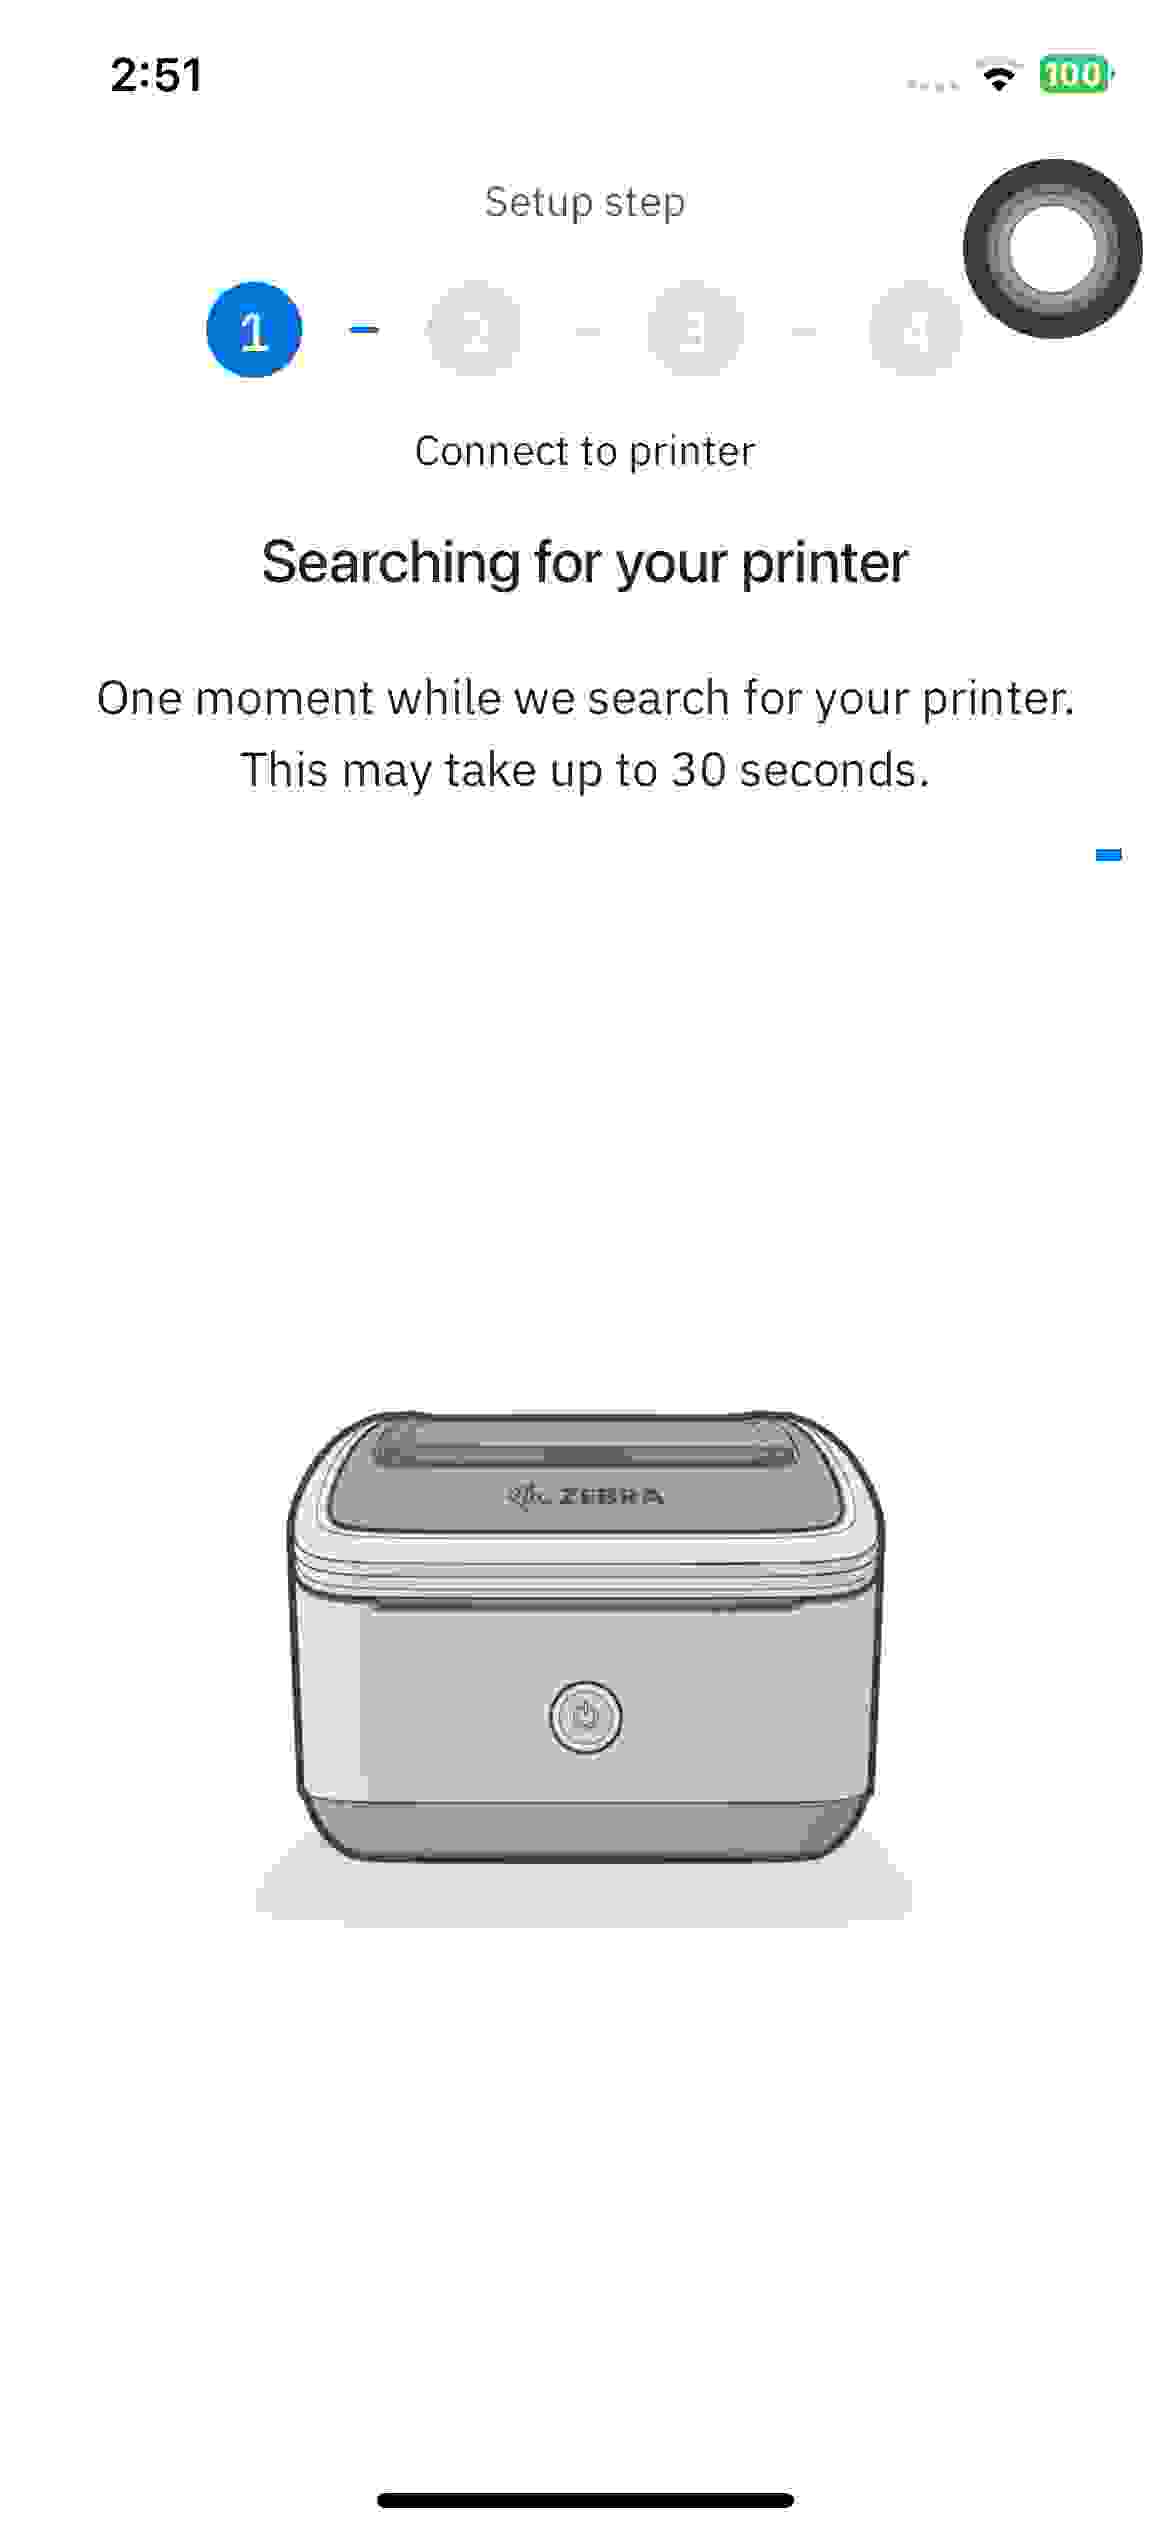 2:51
100
Setup step
1 2 3 4
Connect to printer
Searching for your printer
One moment while we search for your printer.
This may take up to 30 seconds.
ZEBRA